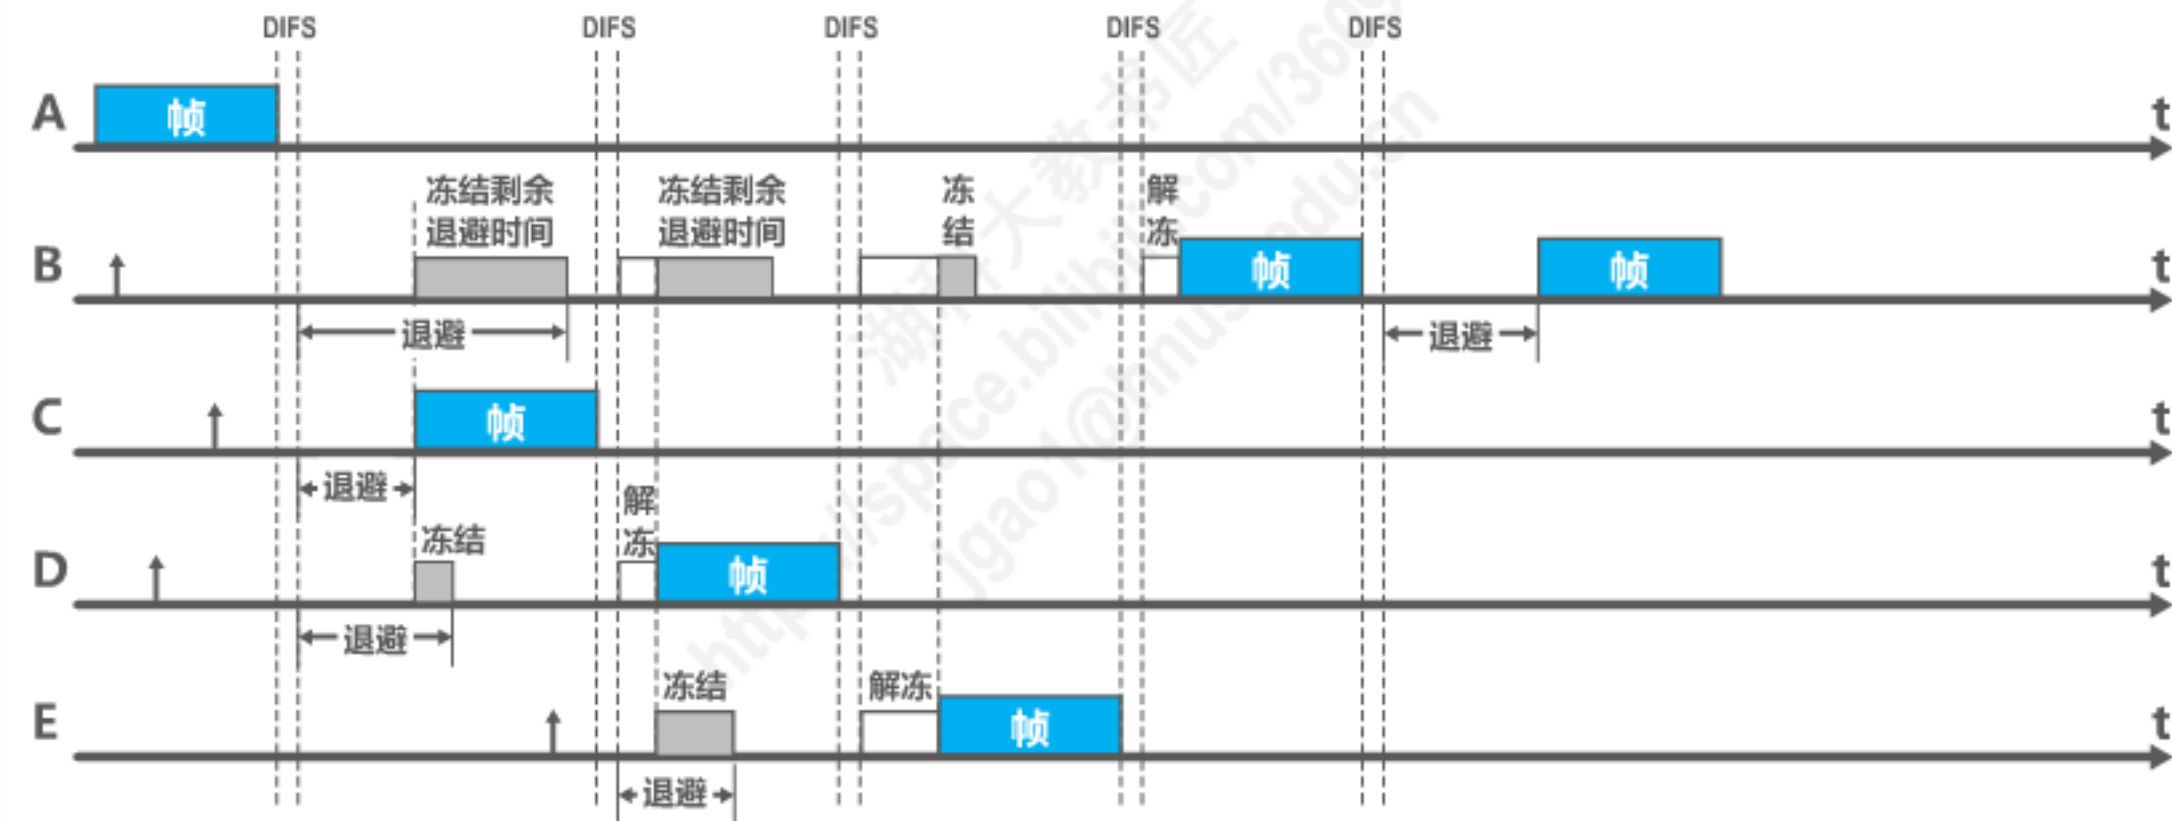 DIFS DIFS DIFS DIFS DIFS
A 帧 t
冻结剩余 冻结剩余 冻 解
退避时间 退避时间 结 冻
B 帧 帧 t
退避 退避
C 帧 t
退避 解
冻结 冻
D 帧 t
退避
冻结 解冻
E 帧 t
退避